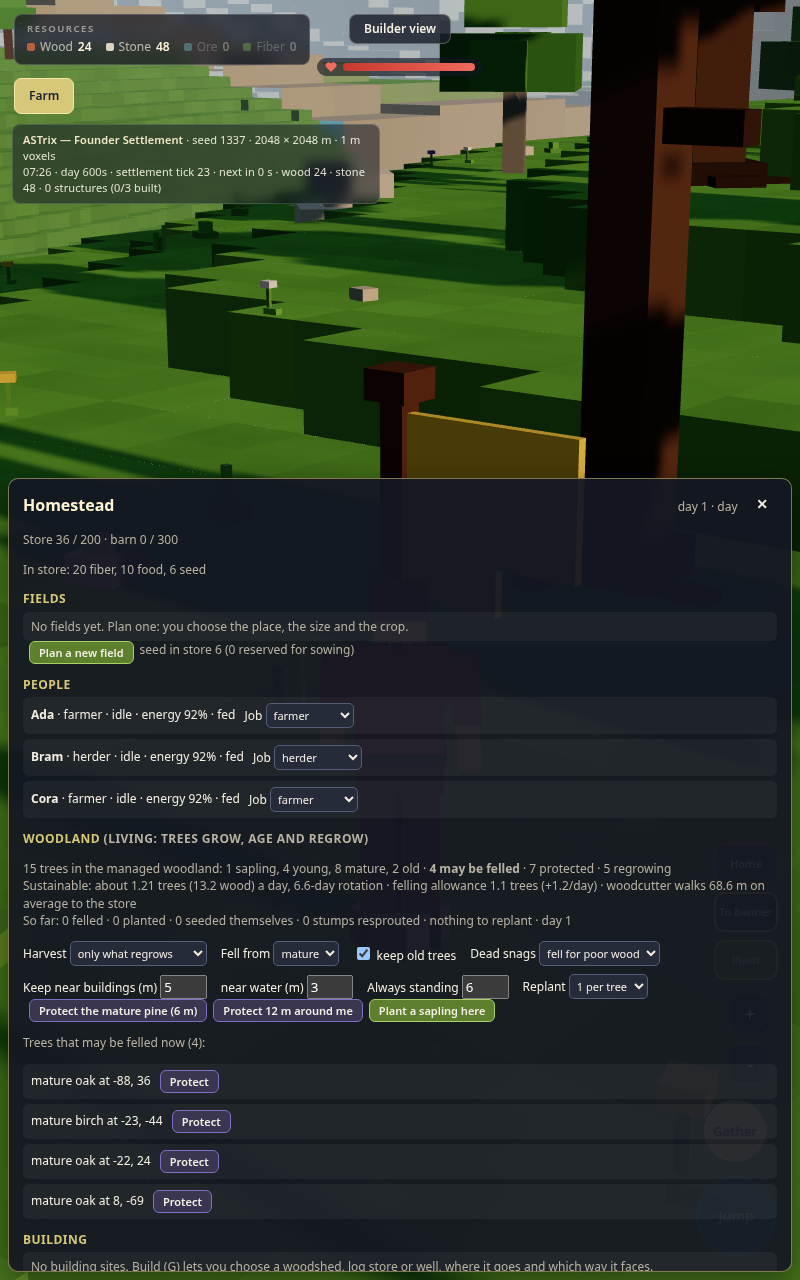 RESOURCES
Wood 24 Stone 48 Ore 0 Fiber 0
Builder view
Farm
ASTrix — Founder Settlement · seed 1337 · 2048 × 2048 m · 1 m
voxels
07:26 · day 600s · settlement tick 23 · next in 0 s · wood 24 · stone
48 · 0 structures (0/3 built)
Homestead
day 1 · day ×
Store 36 / 200 · barn 0 / 300
In store: 20 fiber, 10 food, 6 seed
FIELDS
No fields yet. Plan one: you choose the place, the size and the crop.
Plan a new field seed in store 6 (0 reserved for sowing)
PEOPLE
Ada · farmer · idle · energy 92% · fed Job farmer
Bram · herder · idle · energy 92% · fed Job herder
Cora · farmer · idle · energy 92% · fed Job farmer
WOODLAND (LIVING: TREES GROW, AGE AND REGROW)
15 trees in the managed woodland: 1 sapling, 4 young, 8 mature, 2 old · 4 may be felled · 7 protected · 5 regrowing
Sustainable: about 1.21 trees (13.2 wood) a day, 6.6-day rotation · felling allowance 1.1 trees (+1.2/day) · woodcutter walks 68.6 m on
average to the store
So far: 0 felled · 0 planted · 0 seeded themselves · 0 stumps resprouted · nothing to replant · day 1
Harvest only what regrows Fell from mature keep old trees Dead snags fell for poor wood
Keep near buildings (m) 5 near water (m) 3 Always standing 6 Replant 1 per tree
Protect the mature pine (6 m) Protect 12 m around me Plant a sapling here
Trees that may be felled now (4):
mature oak at -88, 36 Protect
mature birch at -23, -44 Protect
mature oak at -22, 24 Protect
mature oak at 8, -69 Protect
BUILDING
No building sites. Build (G) lets you choose a woodshed, log store or well, where it goes and which way it faces.
Home
To banner
Plant
+
-
Gather
Jump